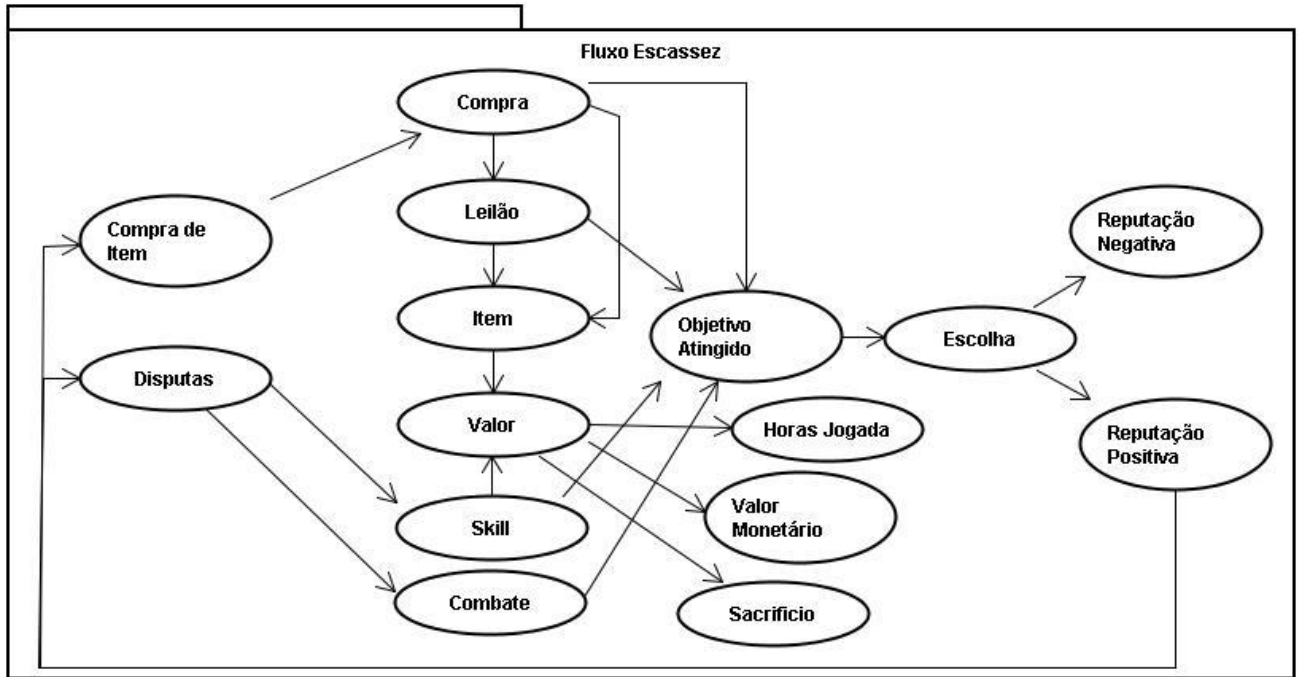 Fluxo Escassez
Compra
Leilão
Compra de
Item
Reputação
Negativa
Item
Objetivo
Atingido
Escolha
Disputas
Valor
Horas Jogada
Reputação
Positiva
Skill
Valor
Monetário
Combate
Sacrificio